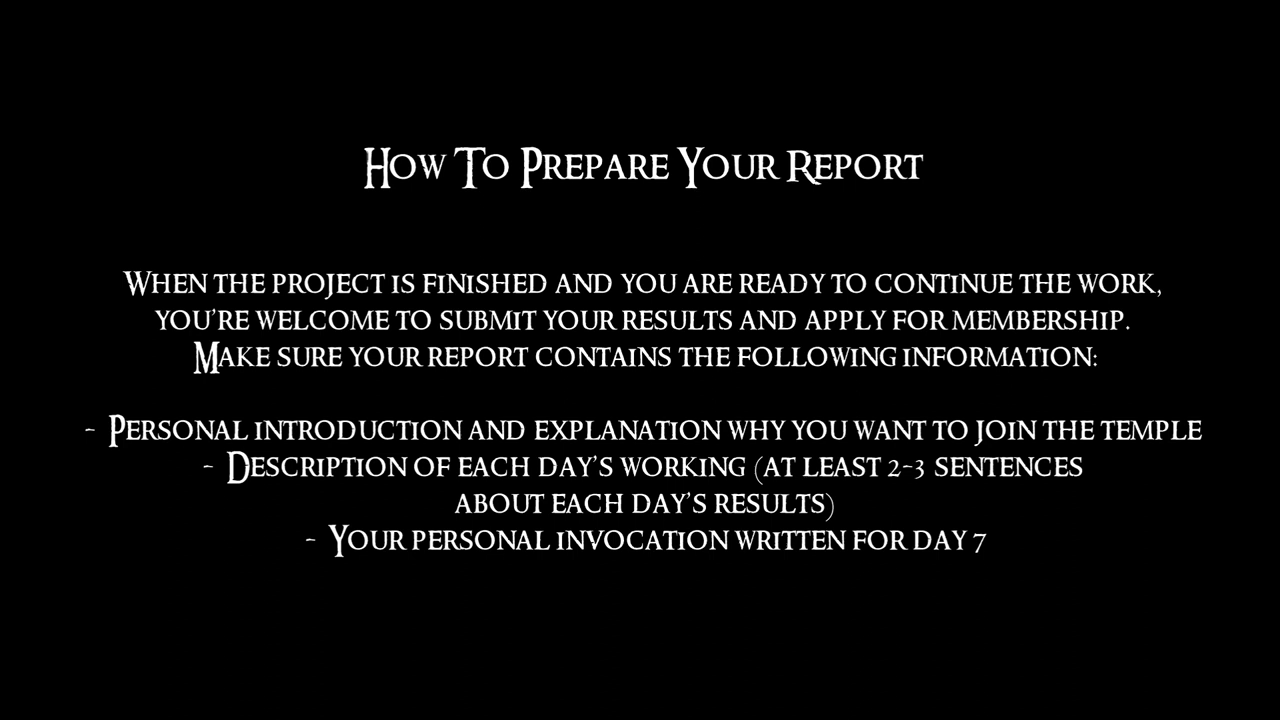 How To Prepare Your Report
When the project is finished and you are ready to continue the work,
you're welcome to submit your results and apply for membership.
Make sure your report contains the following information:
- Personal introduction and explanation why you want to join the temple
- Description of each day's working (at least 2-3 sentences
about each day's results)
- Your personal invocation written for day 7